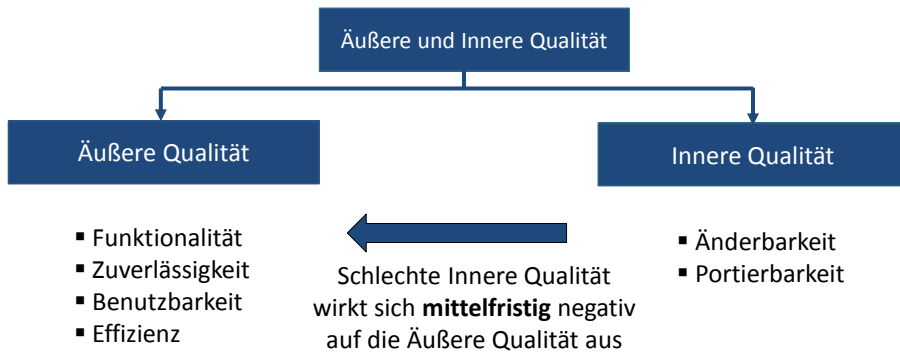 Äußere und Innere Qualität
Äußere Qualität
Innere Qualität
▪ Funktionalität
▪ Zuverlässigkeit
▪ Benutzbarkeit
▪ Effizienz
Schlechte Innere Qualität
wirkt sich mittelfristig negativ
auf die Äußere Qualität aus
▪ Änderbarkeit
▪ Portierbarkeit